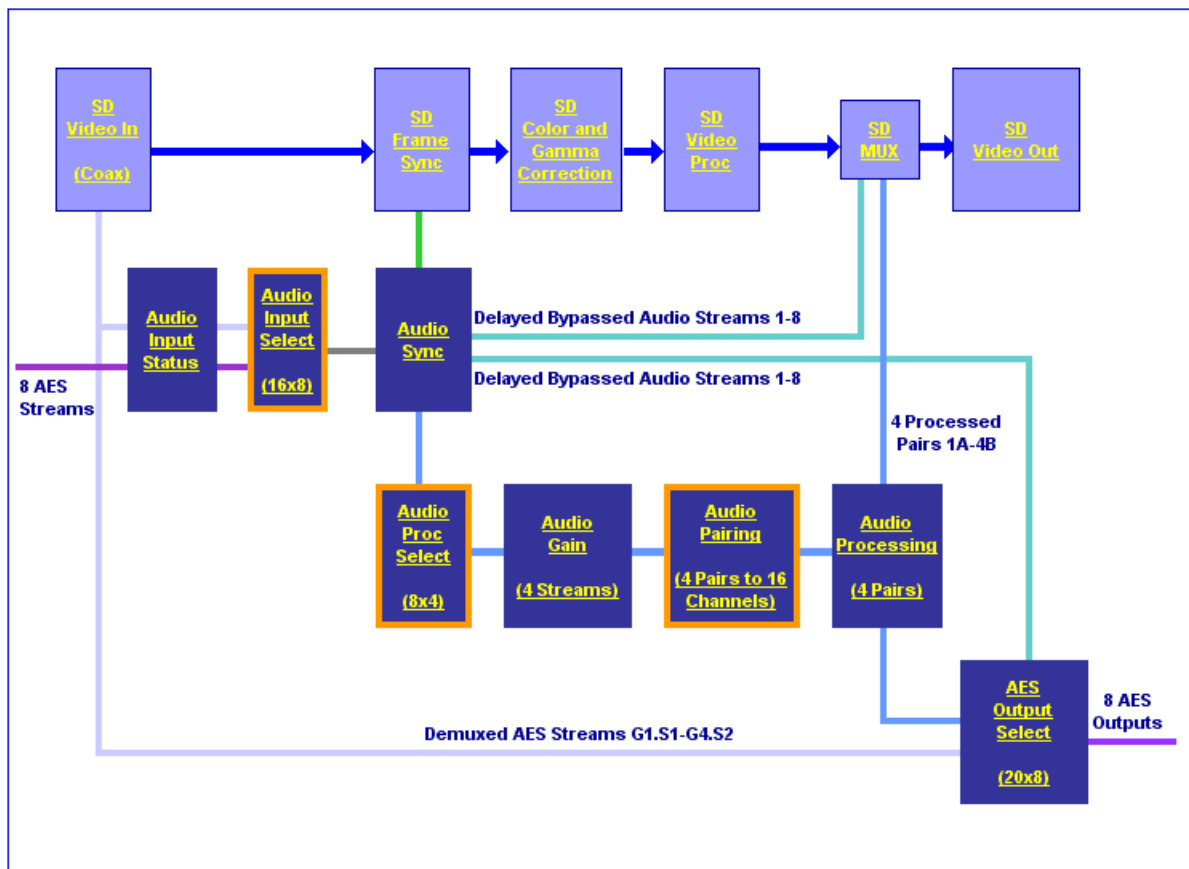 SD
Video In
(Coax)
SD
Frame
Sync
SD
Color and
Gamma
Correction
SD
Video
Proc
SD
MUX
SD
Video Out
Audio
Input
Status
Audio
Input
Select
(16x8)
Audio
Sync
Delayed Bypassed Audio Streams 1-8
Delayed Bypassed Audio Streams 1-8
8 AES
Streams
4 Processed
Pairs 1A-4B
Audio
Proc
Select
(8x4)
Audio
Gain
(4 Streams)
Audio
Pairing
(4 Pairs to 16
Channels)
Audio
Processing
(4 Pairs)
Demuxed AES Streams G1.S1-G4.S2
AES
Output
Select
(20x8)
8 AES
Outputs